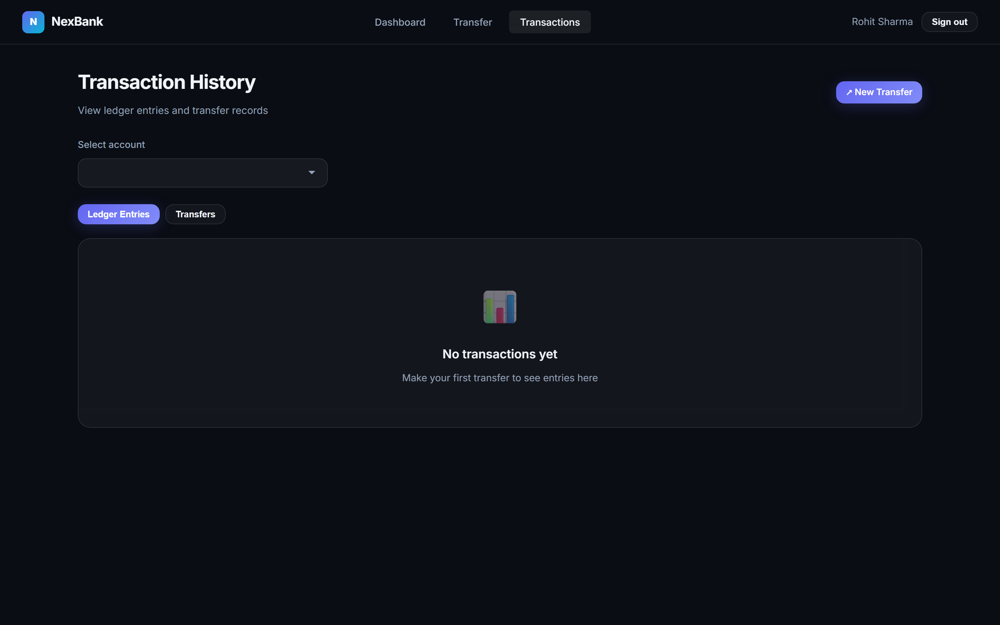 N NexBank
Dashboard Transfer Transactions
Rohit Sharma Sign out
Transaction History
↗ New Transfer
View ledger entries and transfer records
Select account
Ledger Entries Transfers
No transactions yet
Make your first transfer to see entries here